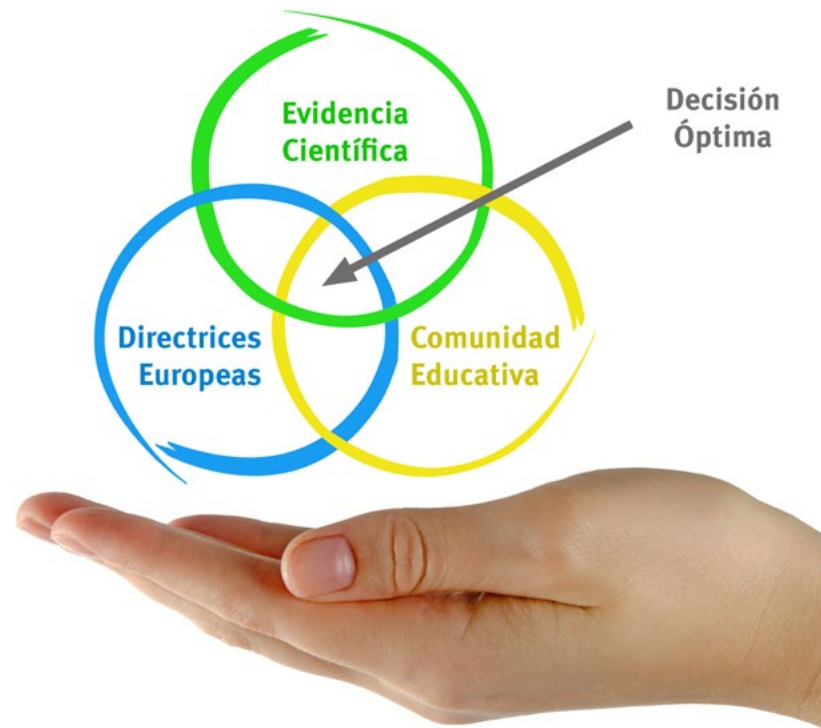 Evidencia
Científica
Decisión
Óptima
Directrices
Europeas
Comunidad
Educativa